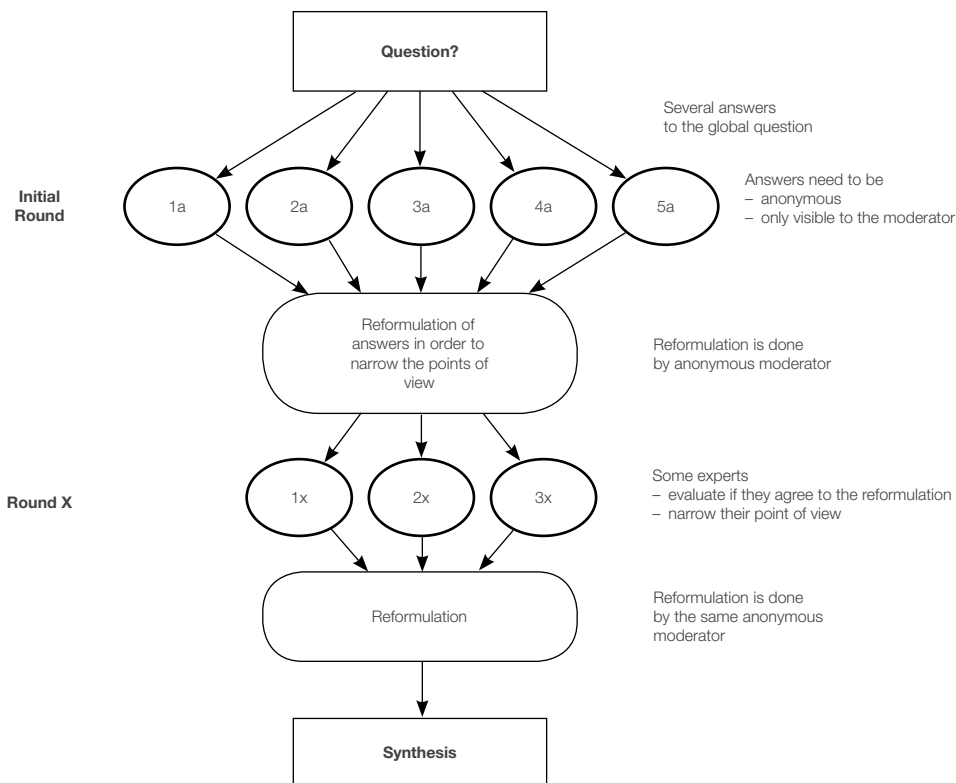 Question?
Several answers
to the global question
Initial
Round
1a
2a
3a
4a
5a
Answers need to be
– anonymous
– only visible to the moderator
Reformulation of
answers in order to
narrow the points of
view
Reformulation is done
by anonymous moderator
Round X
1x
2x
3x
Some experts
– evaluate if they agree to the reformulation
– narrow their point of view
Reformulation
Reformulation is done
by the same anonymous
moderator
Synthesis